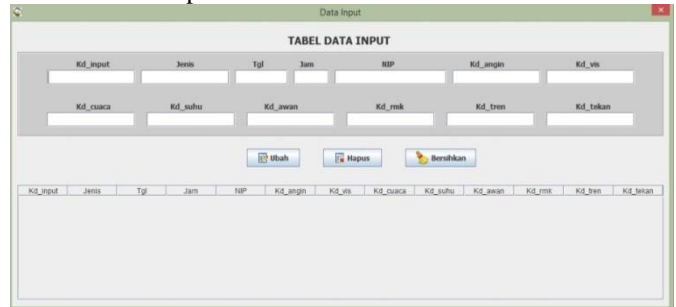 Data Input
TABEL DATA INPUT
Kd_input Jenis Tgl Jam NIP Kd_angin Kd_vis
Kd_cuaca Kd_suhu Kd_awan Kd_rmk Kd_tren Kd_tekan
Ubah Hapus Bersihkan
Kd_input Jenis Tgl Jam NIP Kd_angin Kd_vis Kd_cuaca Kd_suhu Kd_awan Kd_rmk Kd_tren Kd_tekan